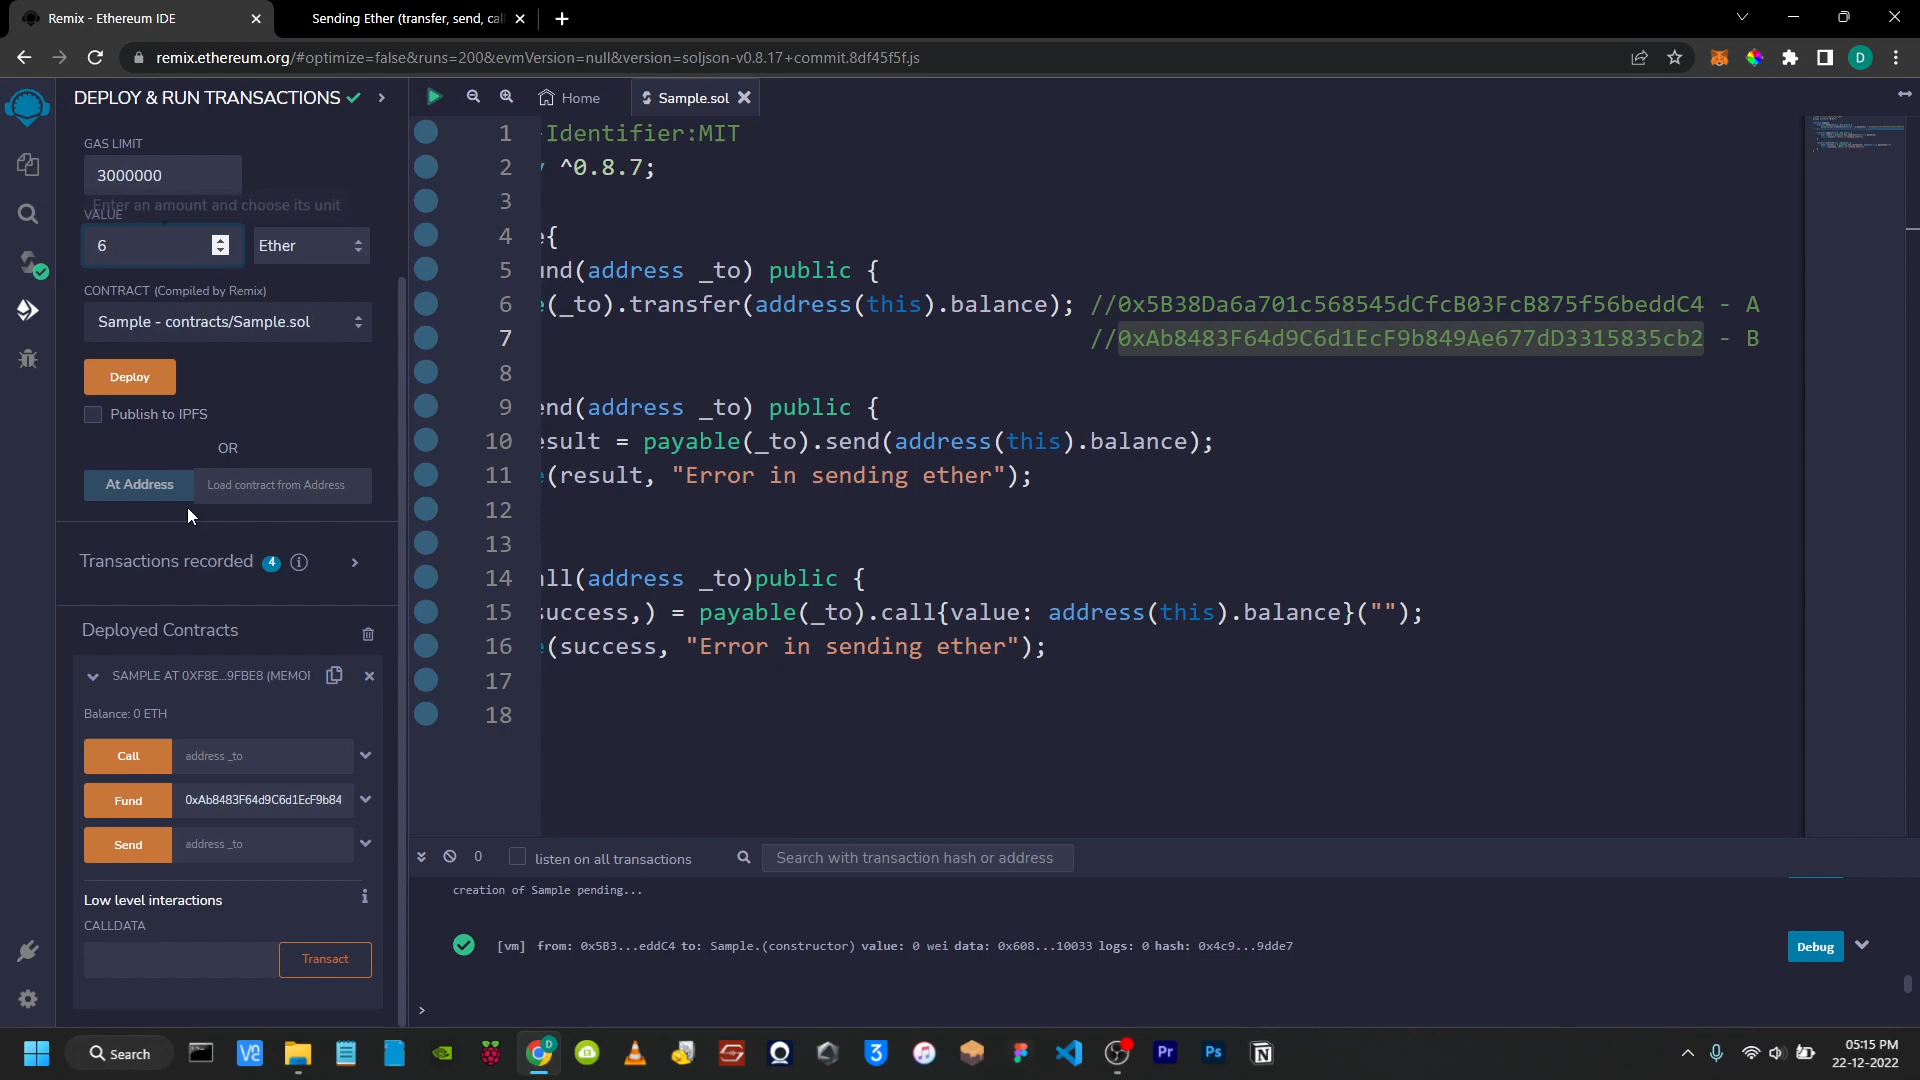 Remix - Ethereum IDE
Sending Ether (transfer, send, cal
remix.ethereum.org/#optimize=false&runs=200&evmVersion=null&version=soljson-v0.8.17+commit.8df45f5f.js
D
DEPLOY & RUN TRANSACTIONS
Home
Sample.sol
GAS LIMIT
3000000
Enter an amount and choose its unit
VALUE
6
Ether
CONTRACT (Compiled by Remix)
Sample - contracts/Sample.sol
Deploy
Publish to IPFS
OR
At Address
Load contract from Address
Transactions recorded 4
Deployed Contracts
SAMPLE AT 0XF8E...9FBE8 (MEMOR
Balance: 0 ETH
Call
address _to
Fund
0xAb8483F64d9C6d1EcF9b84
Send
address _to
Low level interactions
CALLDATA
Transact
1 -Identifier:MIT
2 ^0.8.7;
3
4 e{
5 und(address _to) public {
6 e(_to).transfer(address(this).balance); //0x5B38Da6a701c568545dCfcB03FcB875f56beddC4 - A
7 //0xAb8483F64d9C6d1EcF9b849Ae677dD3315835cb2 - B
8
9 end(address _to) public {
10 esult = payable(_to).send(address(this).balance);
11 e(result, "Error in sending ether");
12
13
14 all(address _to)public {
15 success,) = payable(_to).call{value: address(this).balance}("");
16 e(success, "Error in sending ether");
17
18
0
listen on all transactions
Search with transaction hash or address
creation of Sample pending...
[vm] from: 0x5B3...eddC4 to: Sample.(constructor) value: 0 wei data: 0x608...10033 logs: 0 hash: 0x4c9...9dde7
Debug
>
Search
D
3
Pr
Ps
05:15 PM
22-12-2022